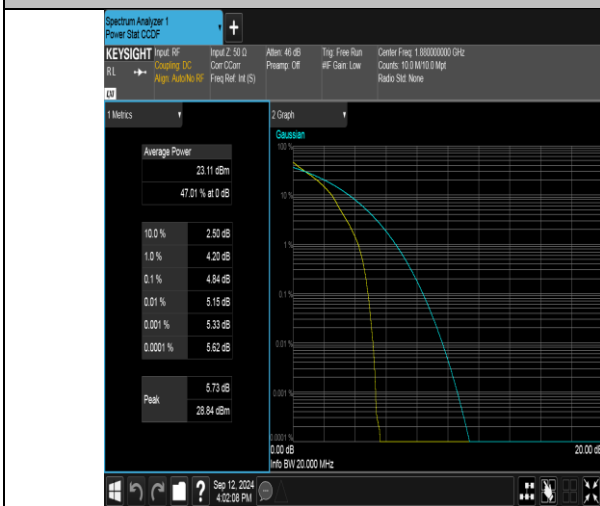 Spectrum Analyzer 1
Power Stat CCDF
+
KEYSIGHT
RL
LXI
Input: RF
Coupling: DC
Align: Auto/No RF
Input Z: 50 Ω
Corr CCorr
Freq Ref: Int (S)
Atten: 46 dB
Preamp: Off
Trig: Free Run
#IF Gain: Low
Center Freq: 1.880000000 GHz
Counts: 10.0 M/10.0 Mpt
Radio Std: None
1 Metrics
Average Power
23.11 dBm
47.01 % at 0 dB
10.0 % 2.50 dB
1.0 % 4.20 dB
0.1 % 4.84 dB
0.01 % 5.15 dB
0.001 % 5.33 dB
0.0001 % 5.62 dB
Peak
5.73 dB
28.84 dBm
2 Graph
Gaussian
100 %
10 %
1 %
0.1 %
0.01 %
0.001 %
0.0001 %
0.00 dB 20.00 dB
Info BW 20.000 MHz
?
Sep 12, 2024
4:02:08 PM